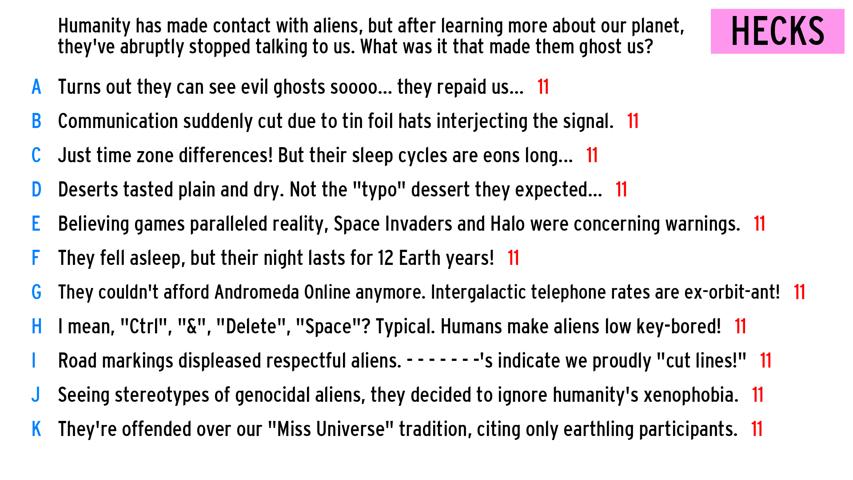 Humanity has made contact with aliens, but after learning more about our planet,
they've abruptly stopped talking to us. What was it that made them ghost us?
HECKS
A Turns out they can see evil ghosts soooo... they repaid us... 11
B Communication suddenly cut due to tin foil hats interjecting the signal. 11
C Just time zone differences! But their sleep cycles are eons long... 11
D Deserts tasted plain and dry. Not the "typo" dessert they expected... 11
E Believing games paralleled reality, Space Invaders and Halo were concerning warnings. 11
F They fell asleep, but their night lasts for 12 Earth years! 11
G They couldn't afford Andromeda Online anymore. Intergalactic telephone rates are ex-orbit-ant! 11
H I mean, "Ctrl", "&", "Delete", "Space"? Typical. Humans make aliens low key-bored! 11
I Road markings displeased respectful aliens. - - - - - - -'s indicate we proudly "cut lines!" 11
J Seeing stereotypes of genocidal aliens, they decided to ignore humanity's xenophobia. 11
K They're offended over our "Miss Universe" tradition, citing only earthling participants. 11